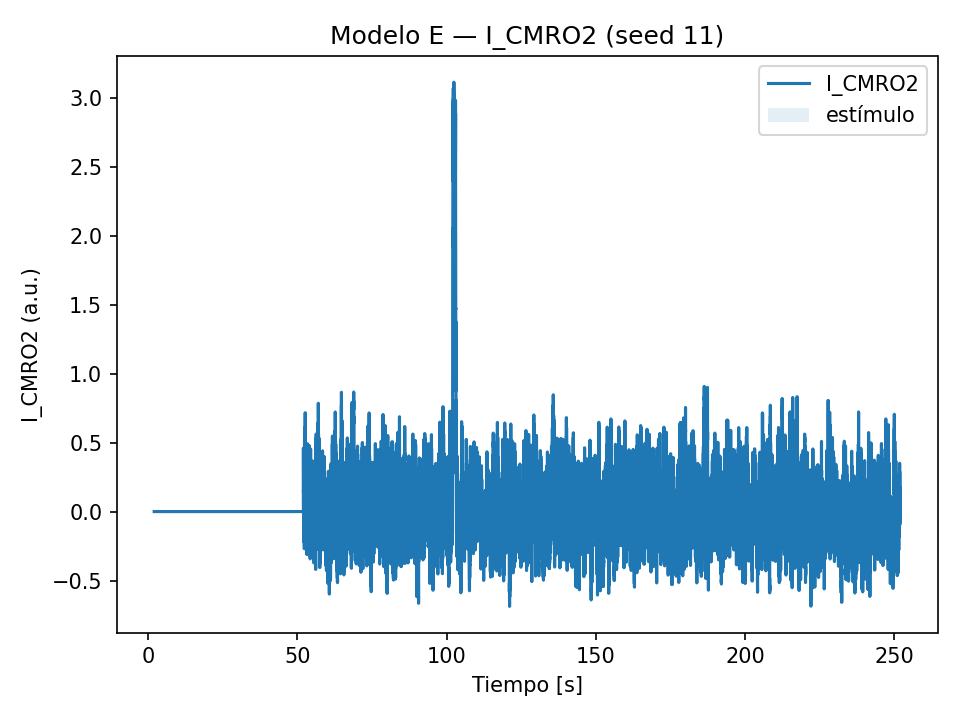 Modelo E — I_CMRO2 (seed 11)
I_CMRO2
estímulo
3.0
2.5
2.0
1.5
1.0
0.5
0.0
−0.5
I_CMRO2 (a.u.)
0 50 100 150 200 250
Tiempo [s]